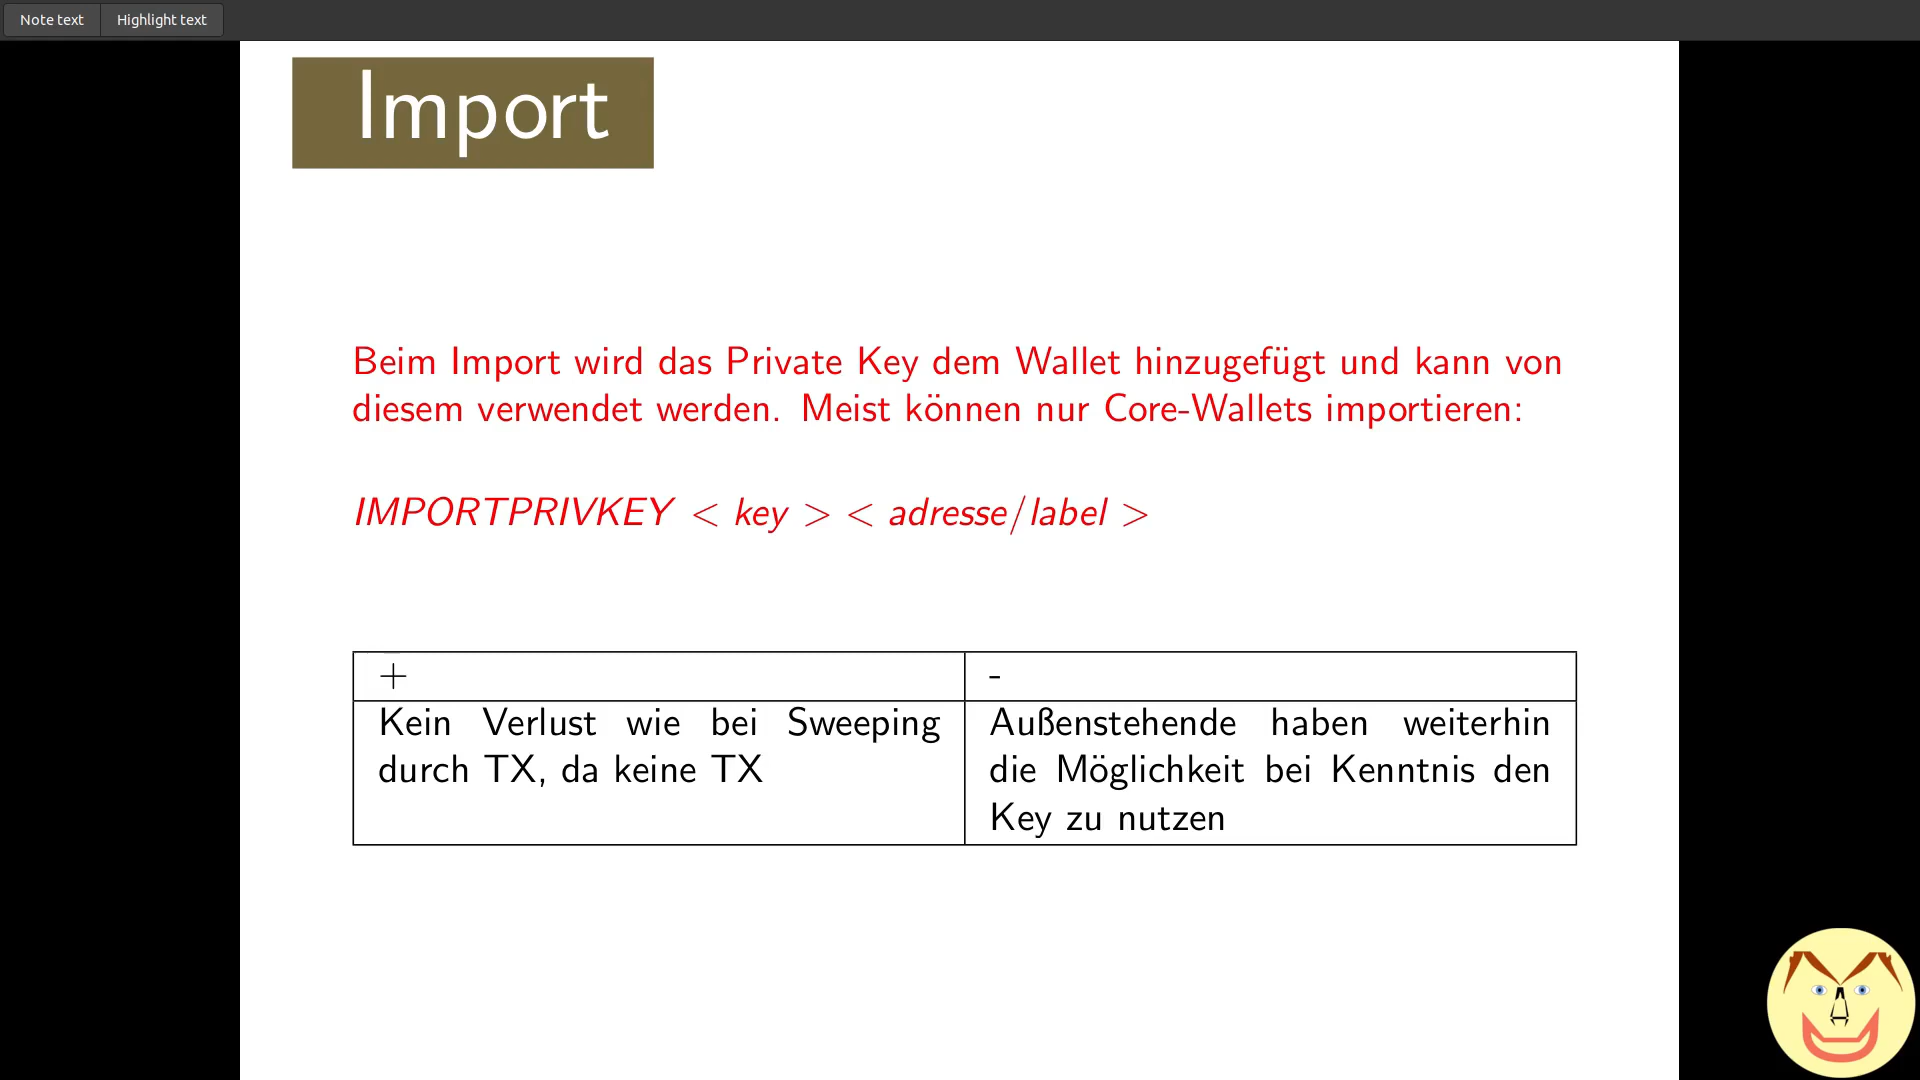 Note text
Highlight text
Import
Beim Import wird das Private Key dem Wallet hinzugefügt und kann von
diesem verwendet werden. Meist können nur Core-Wallets importieren:
IMPORTPRIVKEY < key > < adresse/label >
+
-
Kein Verlust wie bei Sweeping
durch TX, da keine TX
Außenstehende haben weiterhin
die Möglichkeit bei Kenntnis den
Key zu nutzen